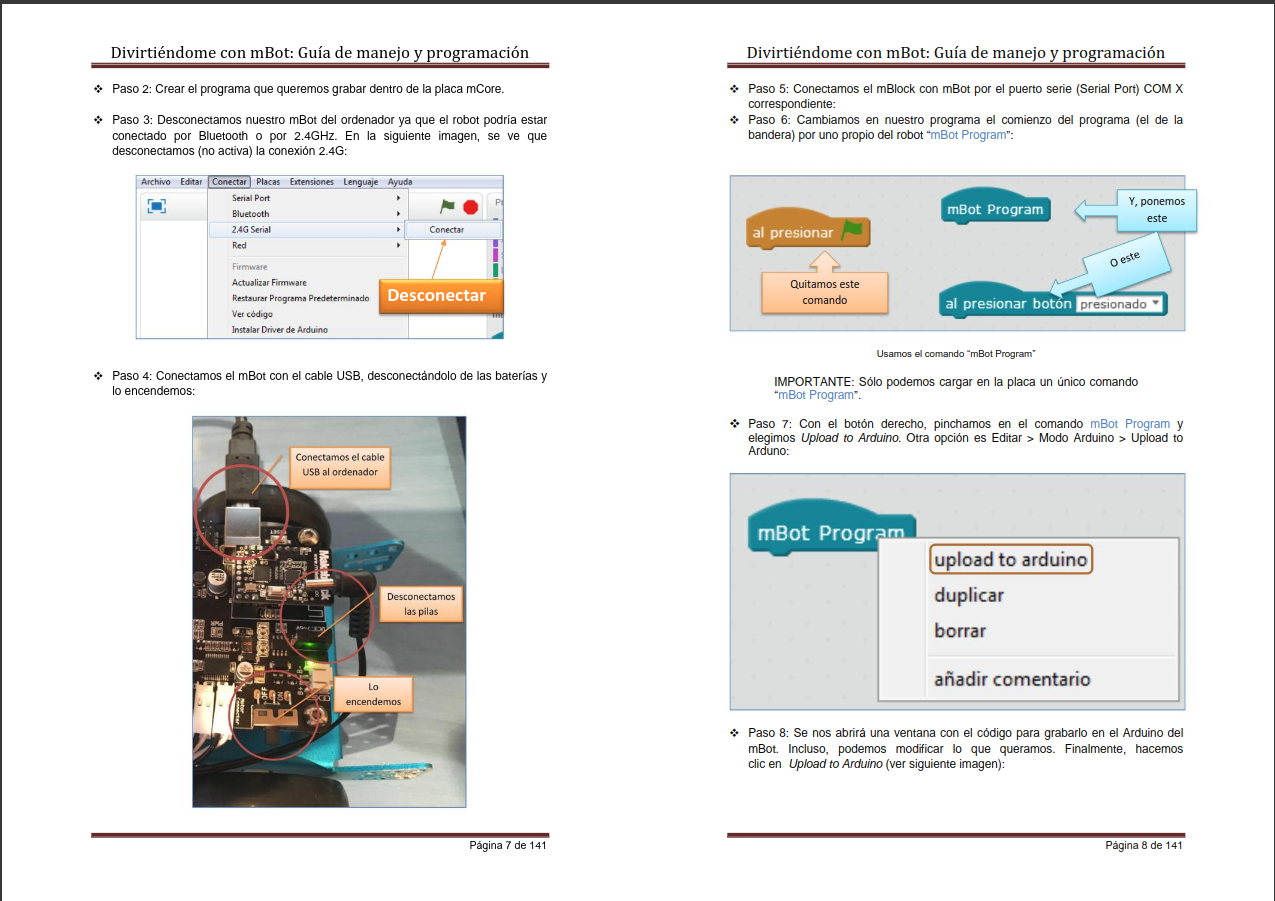 Divirtiéndome con mBot: Guía de manejo y programación
❖ Paso 2: Crear el programa que queremos grabar dentro de la placa mCore.
❖ Paso 3: Desconectamos nuestro mBot del ordenador ya que el robot podría estar
conectado por Bluetooth o por 2.4GHz. En la siguiente imagen, se ve que
desconectamos (no activa) la conexión 2.4G:
Archivo Editar Conectar Placas Extensiones Lenguaje Ayuda
Serial Port
Bluetooth
2.4G Serial
Conectar
Red
Firmware
Actualizar Firmware
Restaurar Programa Predeterminado
Ver código
Instalar Driver de Arduino
Desconectar
❖ Paso 4: Conectamos el mBot con el cable USB, desconectándolo de las baterías y
lo encendemos:
Conectamos el cable
USB al ordenador
Desconectamos
las pilas
Lo
encendemos
Página 7 de 141
Divirtiéndome con mBot: Guía de manejo y programación
❖ Paso 5: Conectamos el mBlock con mBot por el puerto serie (Serial Port) COM X
correspondiente:
❖ Paso 6: Cambiamos en nuestro programa el comienzo del programa (el de la
bandera) por uno propio del robot “mBot Program”:
al presionar
Quitamos este
comando
mBot Program
Y, ponemos
este
O este
al presionar botón presionado
Usamos el comando “mBot Program”
IMPORTANTE: Sólo podemos cargar en la placa un único comando
“mBot Program”.
❖ Paso 7: Con el botón derecho, pinchamos en el comando mBot Program y
elegimos Upload to Arduino. Otra opción es Editar > Modo Arduino > Upload to
Arduno:
mBot Program
upload to arduino
duplicar
borrar
añadir comentario
❖ Paso 8: Se nos abrirá una ventana con el código para grabarlo en el Arduino del
mBot. Incluso, podemos modificar lo que queramos. Finalmente, hacemos
clic en Upload to Arduino (ver siguiente imagen):
Página 8 de 141